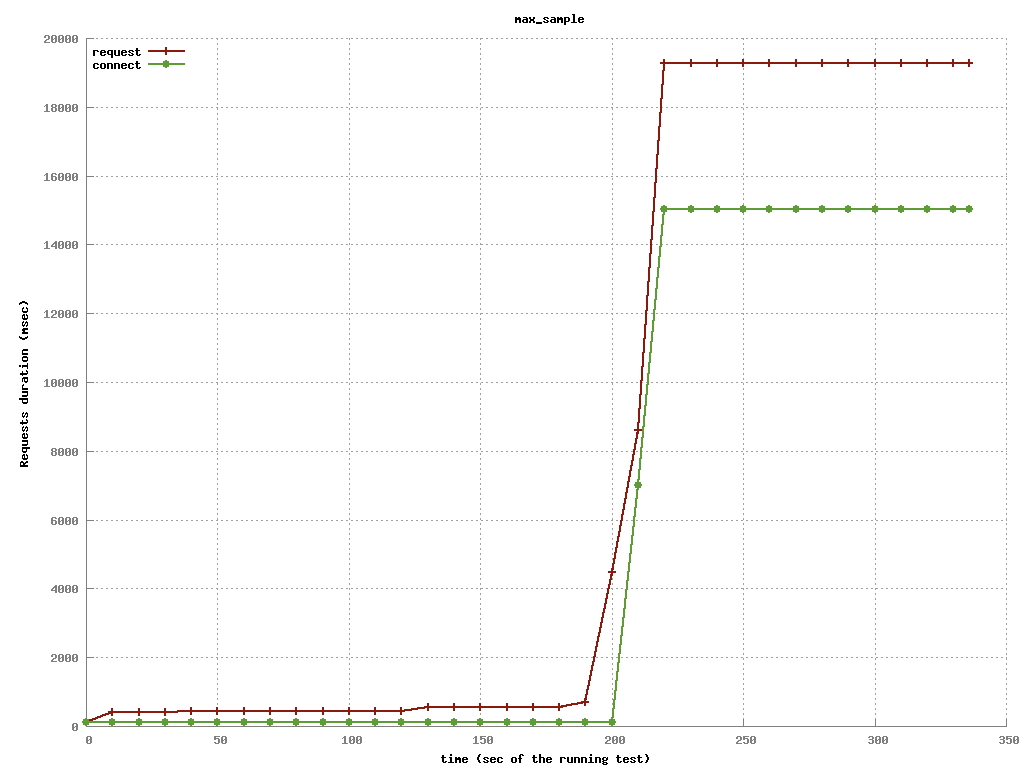 max_sample
request
connect
20000
18000
16000
14000
12000
10000
8000
6000
4000
2000
0
Requests duration (msec)
0 50 100 150 200 250 300 350
time (sec of the running test)